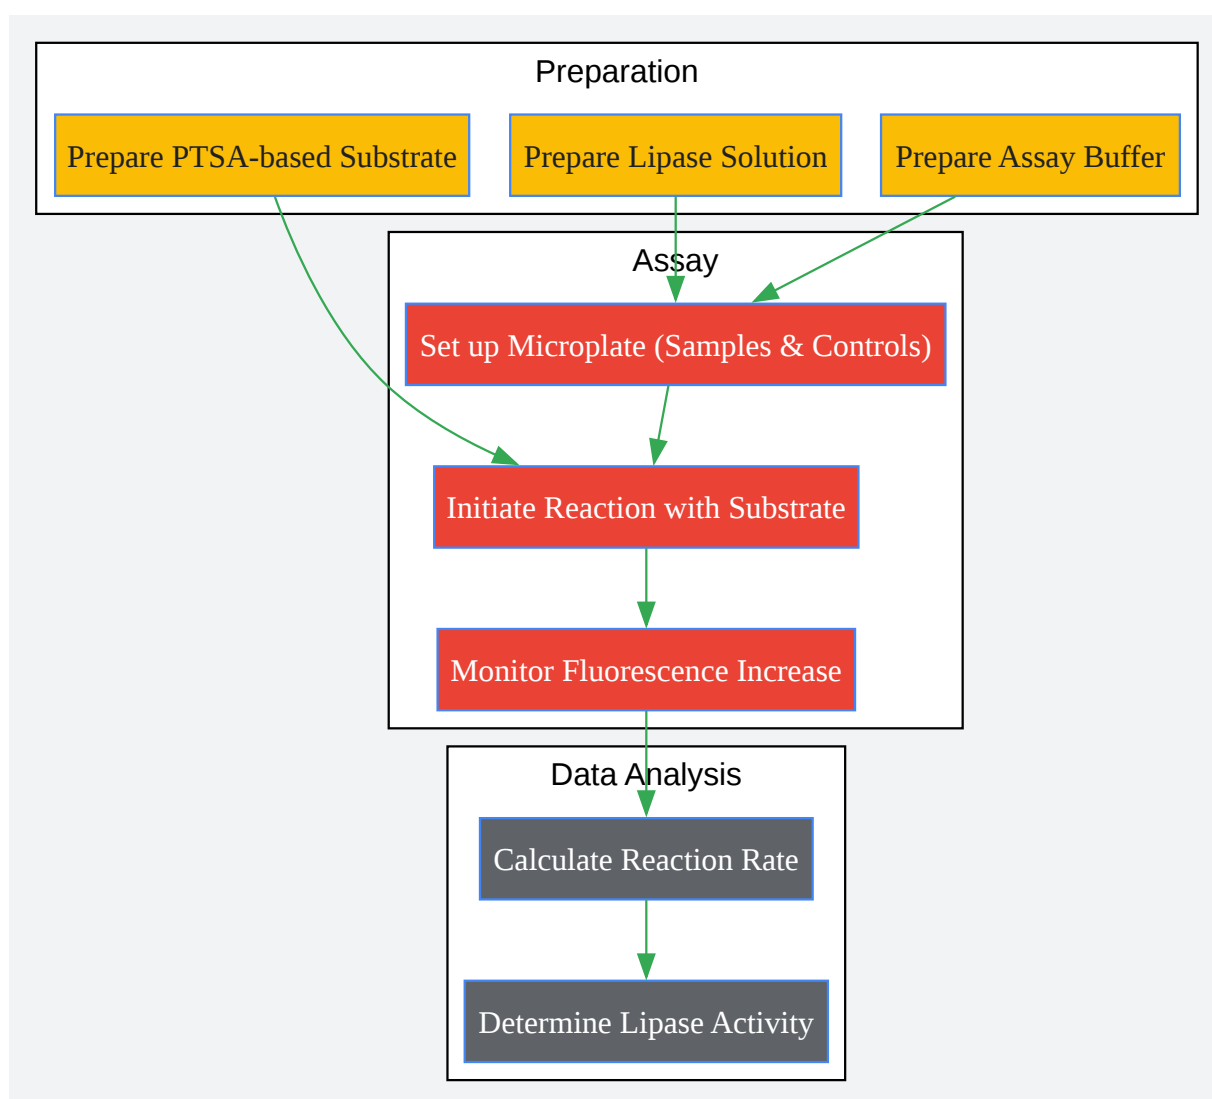 Preparation
Prepare PTSA-based Substrate
Prepare Lipase Solution
Prepare Assay Buffer
Assay
Set up Microplate (Samples & Controls)
Initiate Reaction with Substrate
Monitor Fluorescence Increase
Data Analysis
Calculate Reaction Rate
Determine Lipase Activity